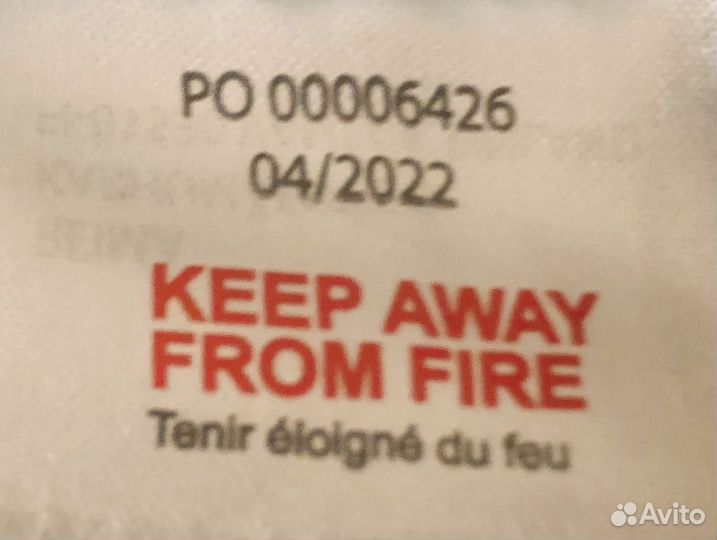 PO 00006426
04/2022
KEEP AWAY
FROM FIRE
Tenir éloigné du feu
Avito